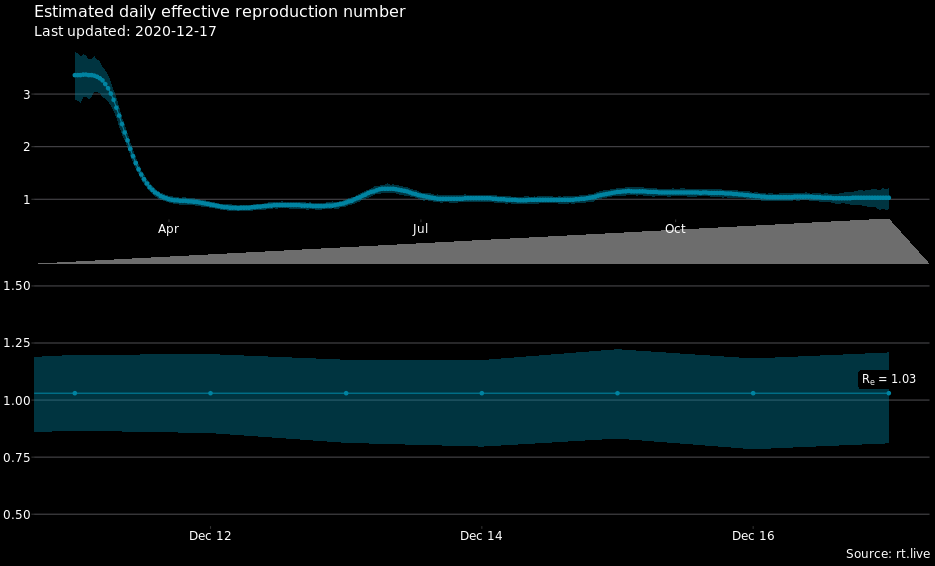 Estimated daily effective reproduction number
Last updated: 2020-12-17
3
2
1
Apr Jul Oct
1.50
1.25
Re = 1.03
1.00
0.75
0.50
Dec 12 Dec 14 Dec 16
Source: rt.live